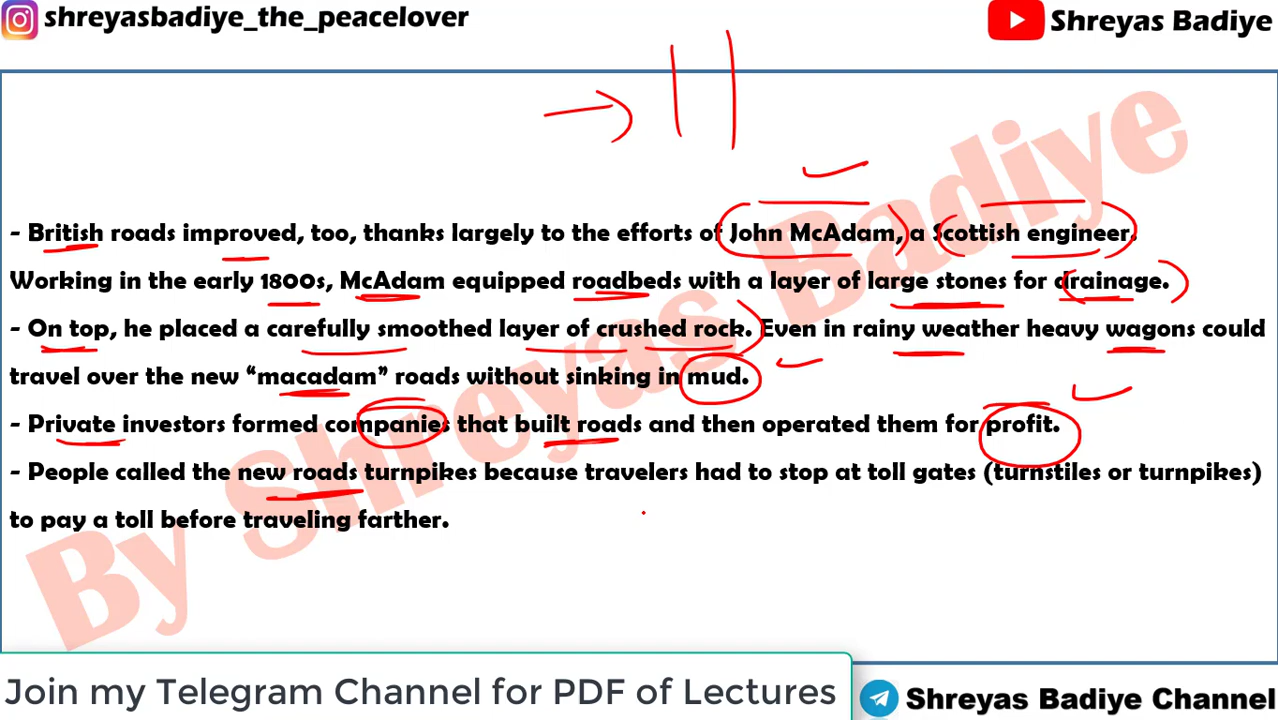 shreyasbadiye_the_peacelover
Shreyas Badiye
- British roads improved, too, thanks largely to the efforts of John McAdam, a Scottish engineer.
Working in the early 1800s, McAdam equipped roadbeds with a layer of large stones for drainage.
- On top, he placed a carefully smoothed layer of crushed rock. Even in rainy weather heavy wagons could
travel over the new “macadam” roads without sinking in mud.
- Private investors formed companies that built roads and then operated them for profit.
- People called the new roads turnpikes because travelers had to stop at toll gates (turnstiles or turnpikes)
to pay a toll before traveling farther.
By Shreyas Badiye
Join my Telegram Channel for PDF of Lectures
Shreyas Badiye Channel